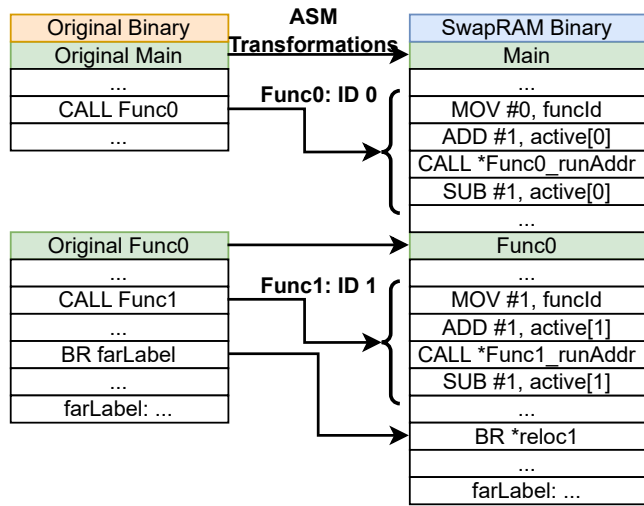 Original Binary
Original Main
...
CALL Func0
...
Original Func0
...
CALL Func1
...
BR farLabel
...
farLabel: ...
ASM
Transformations
Func0: ID 0
Func1: ID 1
SwapRAM Binary
Main
...
MOV #0, funcId
ADD #1, active[0]
CALL *Func0_runAddr
SUB #1, active[0]
...
Func0
...
MOV #1, funcId
ADD #1, active[1]
CALL *Func1_runAddr
SUB #1, active[1]
...
BR *reloc1
...
farLabel: ...